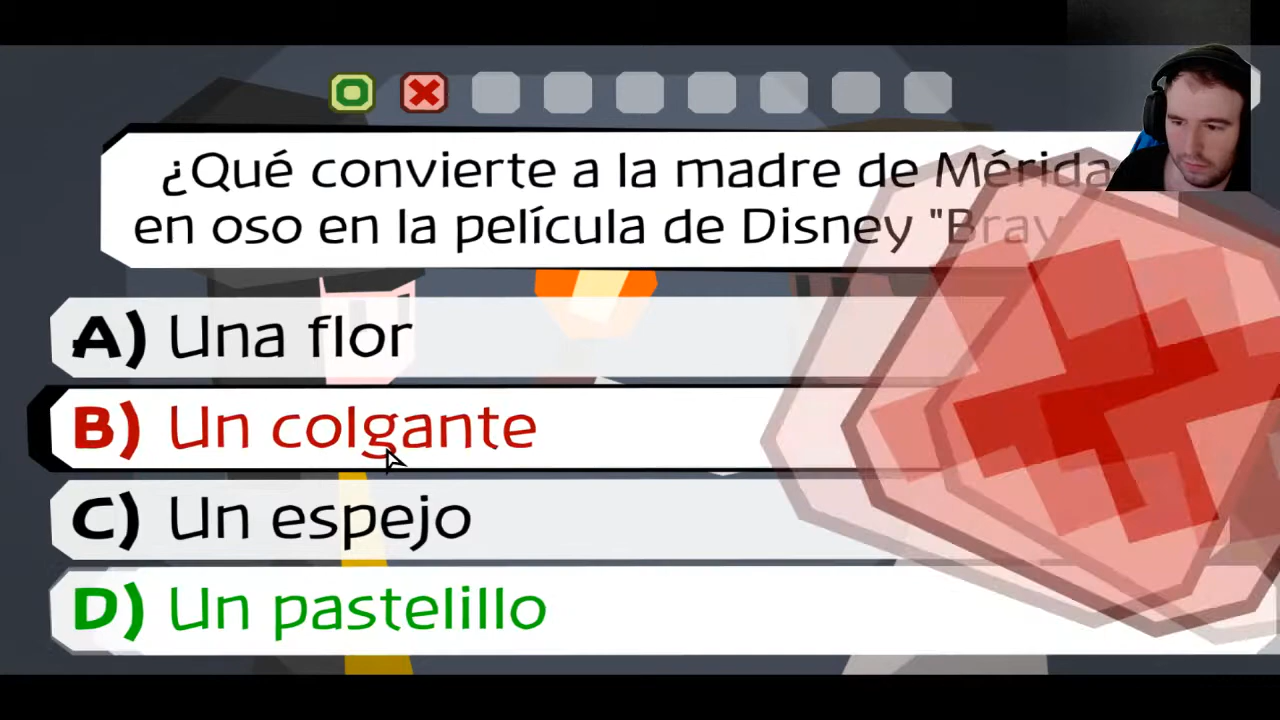 ¿Qué convierte a la madre de Mérida
en oso en la película de Disney "Brav
A) Una flor
B) Un colgante
C) Un espejo
D) Un pastelillo